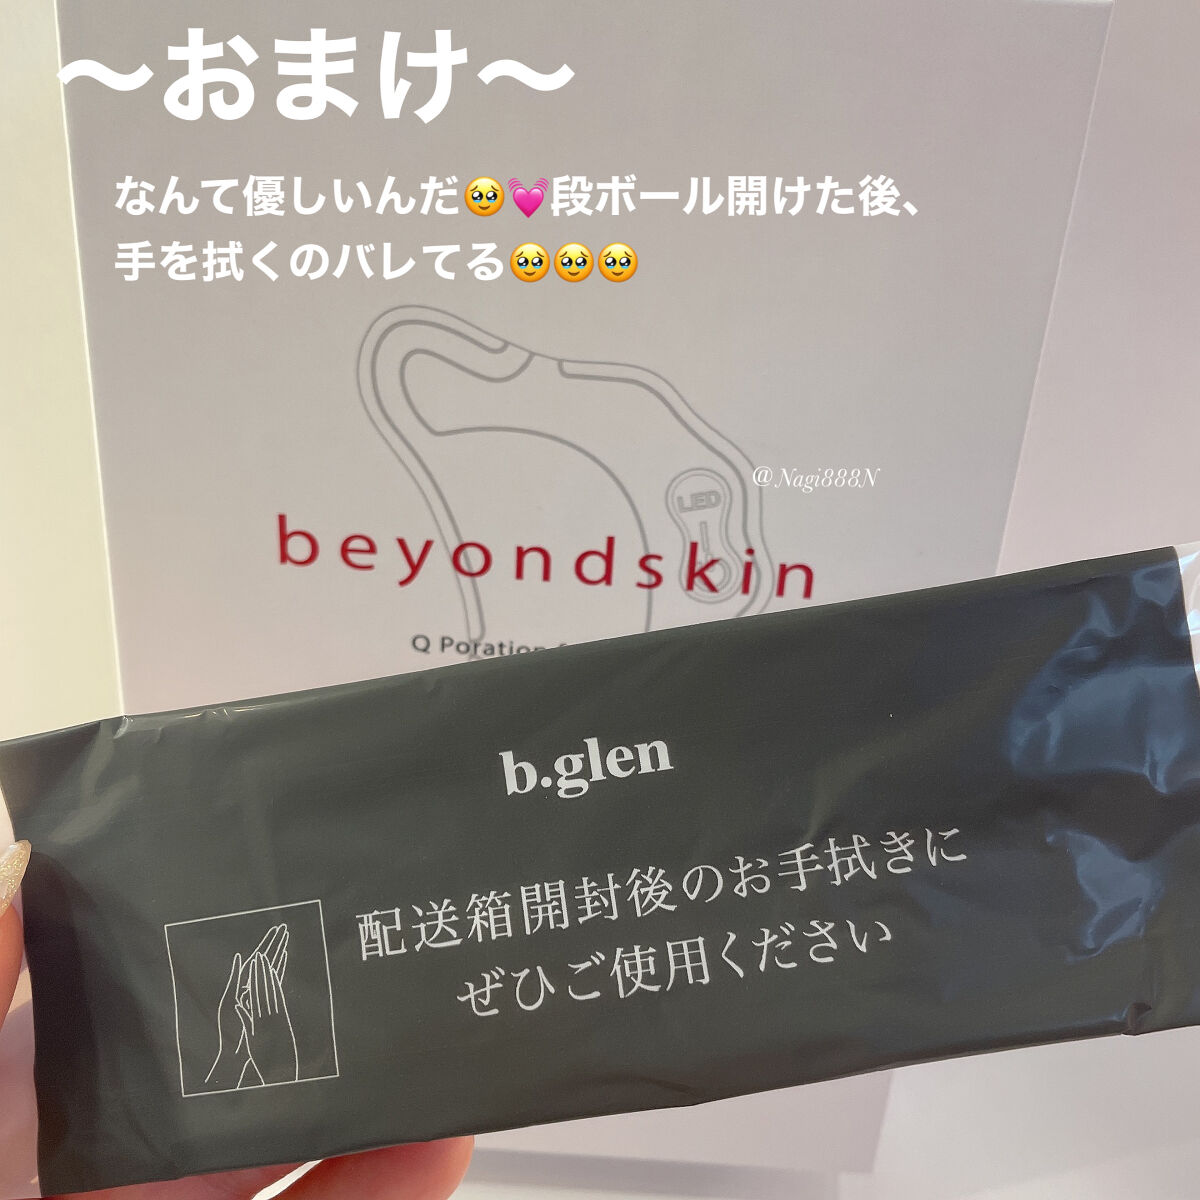 〜おまけ〜
なんて優しいんだ🥹💓段ボール開けた後、
手を拭くのバレてる🥹🥹🥹
@Nagi888N
LED
beyondskin
Q Poration
b.glen
配送箱開封後のお手拭きに
ぜひご使用ください